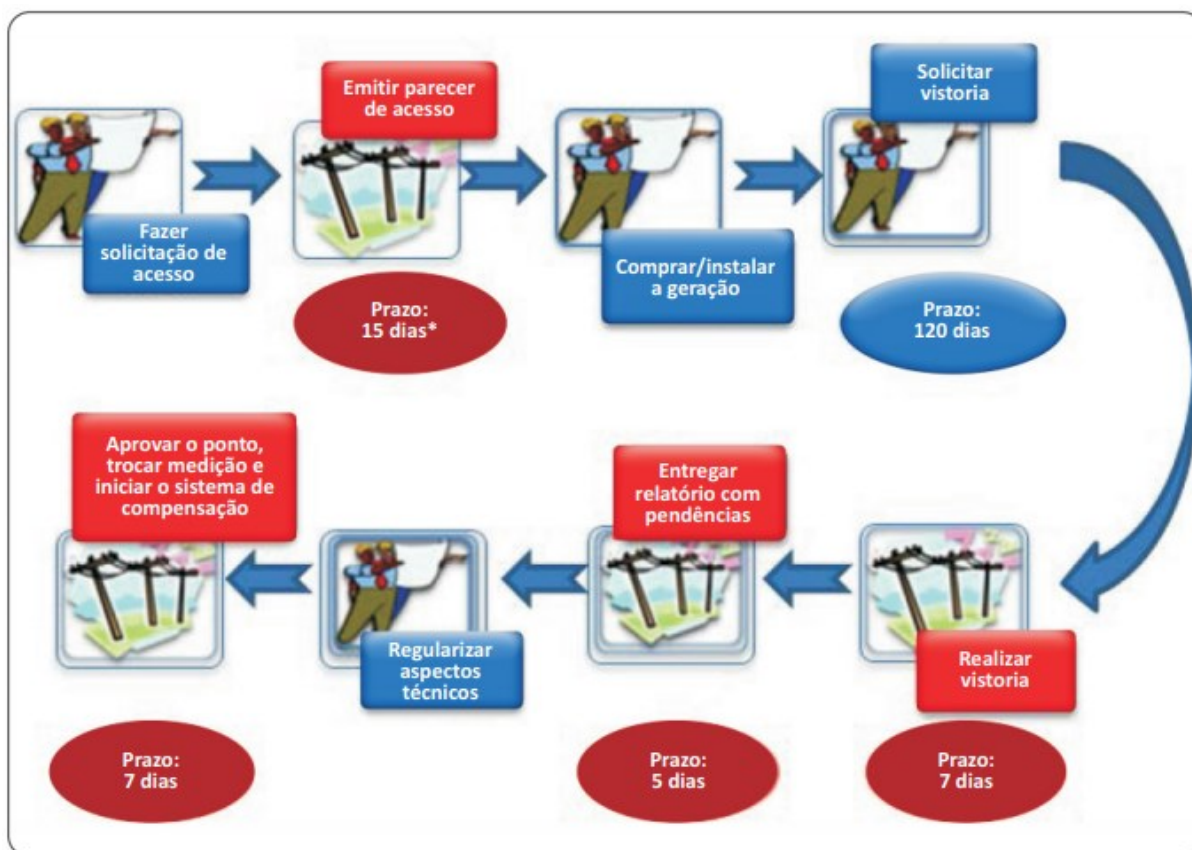 Fazer
solicitação de
acesso
Emitir parecer
de acesso
Prazo:
15 dias*
Comprar/instalar
a geração
Solicitar
vistoria
Prazo:
120 dias
Realizar
vistoria
Prazo:
7 dias
Entregar
relatório com
pendências
Prazo:
5 dias
Regularizar
aspectos
técnicos
Aprovar o ponto,
trocar medição e
iniciar o sistema de
compensação
Prazo:
7 dias